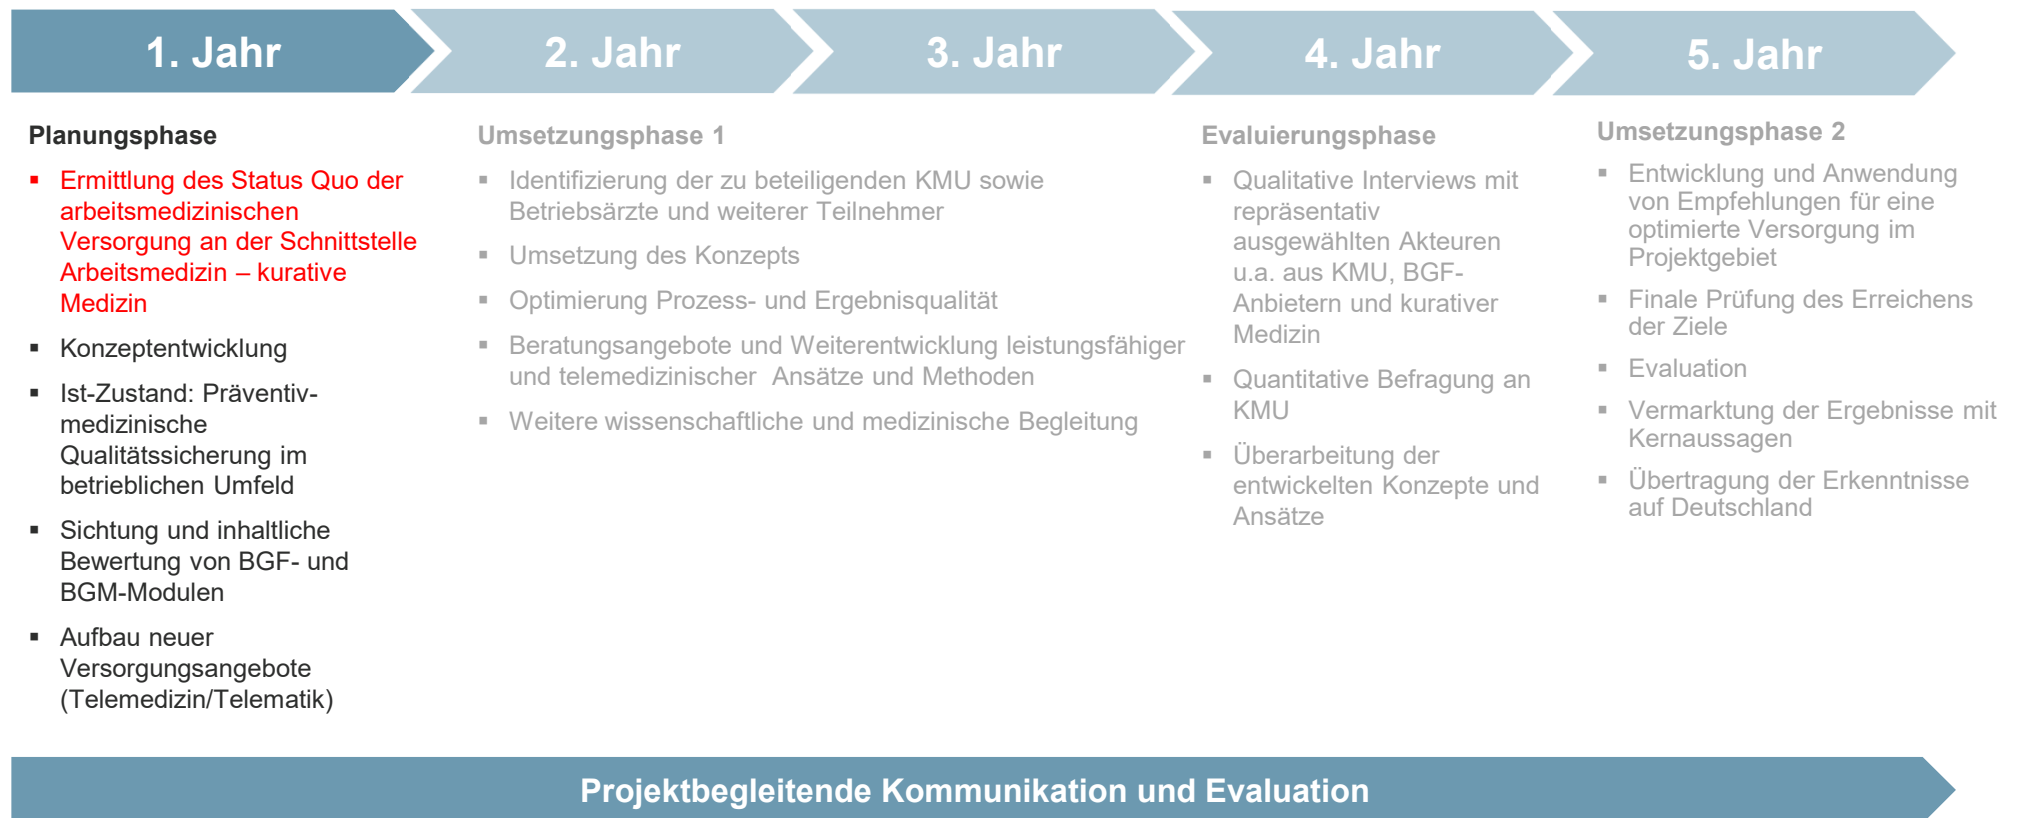 1. Jahr
2. Jahr
3. Jahr
4. Jahr
5. Jahr
Planungsphase
▪ Ermittlung des Status Quo der
arbeitsmedizinischen
Versorgung an der Schnittstelle
Arbeitsmedizin – kurative
Medizin
▪ Konzeptentwicklung
▪ Ist-Zustand: Präventiv-
medizinische
Qualitätssicherung im
betrieblichen Umfeld
▪ Sichtung und inhaltliche
Bewertung von BGF- und
BGM-Modulen
▪ Aufbau neuer
Versorgungsangebote
(Telemedizin/Telematik)
Umsetzungsphase 1
▪ Identifizierung der zu beteiligenden KMU sowie
Betriebsärzte und weiterer Teilnehmer
▪ Umsetzung des Konzepts
▪ Optimierung Prozess- und Ergebnisqualität
▪ Beratungsangebote und Weiterentwicklung leistungsfähiger
und telemedizinischer Ansätze und Methoden
▪ Weitere wissenschaftliche und medizinische Begleitung
Evaluierungsphase
▪ Qualitative Interviews mit
repräsentativ
ausgewählten Akteuren
u.a. aus KMU, BGF-
Anbietern und kurativer
Medizin
▪ Quantitative Befragung an
KMU
▪ Überarbeitung der
entwickelten Konzepte und
Ansätze
Umsetzungsphase 2
▪ Entwicklung und Anwendung
von Empfehlungen für eine
optimierte Versorgung im
Projektgebiet
▪ Finale Prüfung des Erreichens
der Ziele
▪ Evaluation
▪ Vermarktung der Ergebnisse mit
Kernaussagen
▪ Übertragung der Erkenntnisse
auf Deutschland
Projektbegleitende Kommunikation und Evaluation